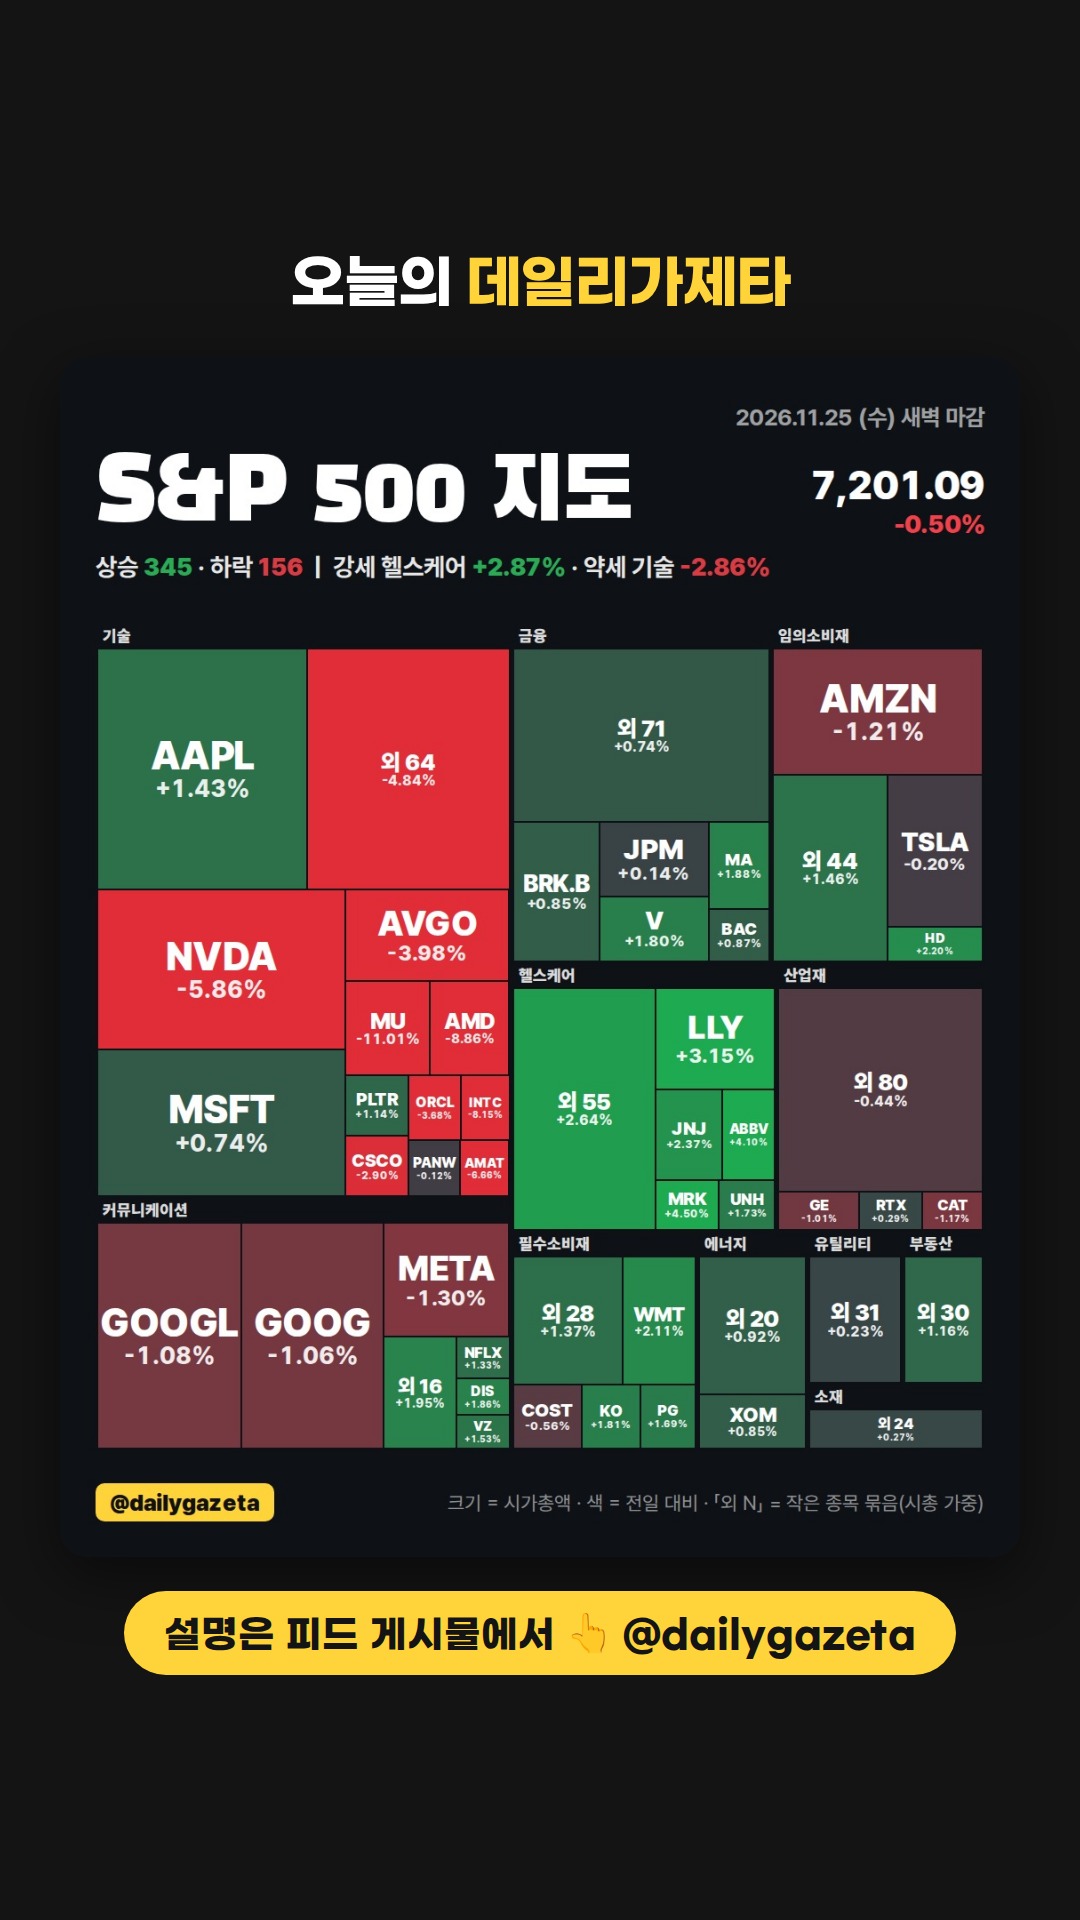 오늘의 데일리가제타
2026.11.25 (수) 새벽 마감
S&P 500 지도
7,201.09
-0.50%
상승 345 · 하락 156 | 강세 헬스케어 +2.87% · 약세 기술 -2.86%
기술
AAPL
+1.43%
외 64
-4.84%
NVDA
-5.86%
AVGO
-3.98%
MU
-11.01%
AMD
-8.86%
MSFT
+0.74%
PLTR
+1.14%
ORCL
-3.68%
INTC
-8.15%
CSCO
-2.90%
PANW
-0.12%
AMAT
-6.66%
금융
외 71
+0.74%
BRK.B
+0.85%
JPM
+0.14%
MA
+1.88%
V
+1.80%
BAC
+0.87%
임의소비재
AMZN
-1.21%
외 44
+1.46%
TSLA
-0.20%
HD
+2.20%
헬스케어
외 55
+2.64%
LLY
+3.15%
JNJ
+2.37%
ABBV
+4.10%
MRK
+4.50%
UNH
+1.73%
산업재
외 80
-0.44%
GE
-1.01%
RTX
+0.29%
CAT
-1.17%
커뮤니케이션
GOOGL
-1.08%
GOOG
-1.06%
META
-1.30%
외 16
+1.95%
NFLX
+1.33%
DIS
+1.86%
VZ
+1.53%
필수소비재
외 28
+1.37%
WMT
+2.11%
COST
-0.56%
KO
+1.81%
PG
+1.69%
에너지
외 20
+0.92%
XOM
+0.85%
유틸리티
외 31
+0.23%
부동산
외 30
+1.16%
소재
외 24
+0.27%
@dailygazeta
크기 = 시가총액 · 색 = 전일 대비 · 「외 N」 = 작은 종목 묶음(시총 가중)
설명은 피드 게시물에서 👆 @dailygazeta